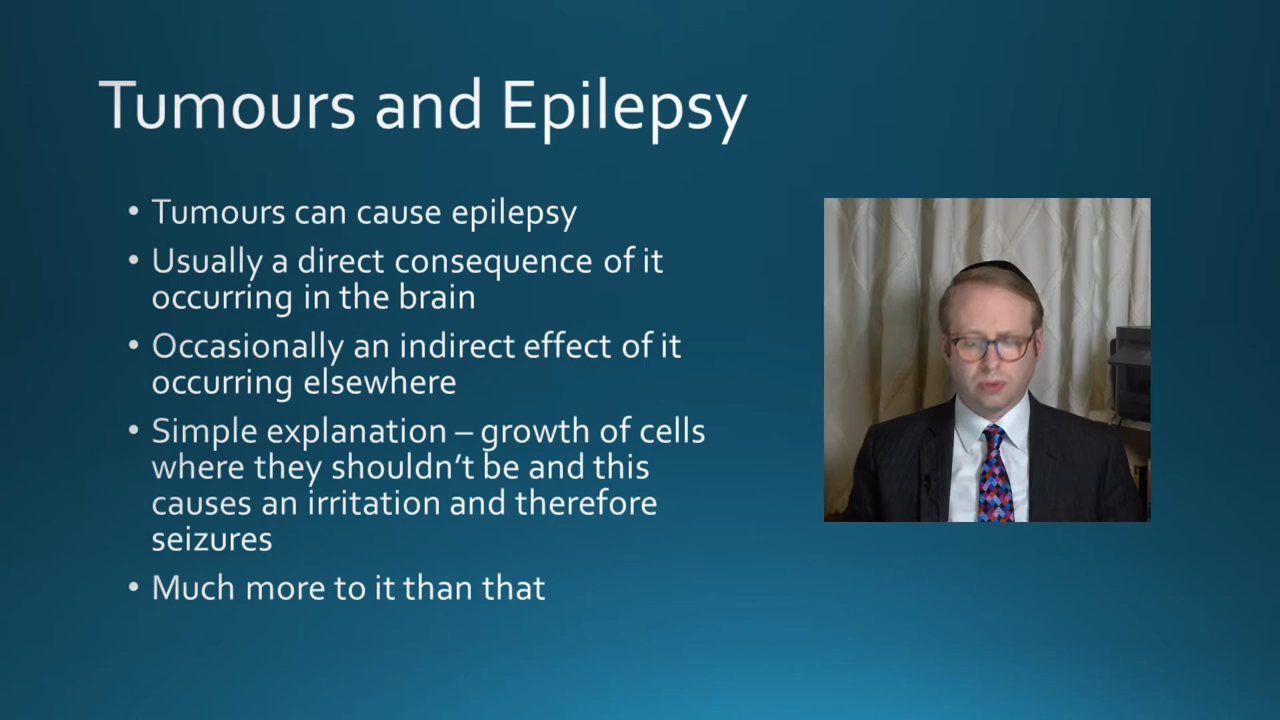 Tumours and Epilepsy
• Tumours can cause epilepsy
• Usually a direct consequence of it
occurring in the brain
• Occasionally an indirect effect of it
occurring elsewhere
• Simple explanation – growth of cells
where they shouldn't be and this
causes an irritation and therefore
seizures
• Much more to it than that